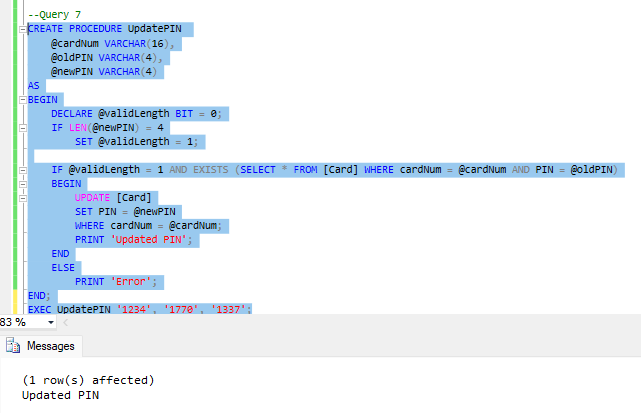 --Query 7
CREATE PROCEDURE UpdatePIN
@cardNum VARCHAR(16),
@oldPIN VARCHAR(4),
@newPIN VARCHAR(4)
AS
BEGIN
DECLARE @validLength BIT = 0;
IF LEN(@newPIN) = 4
SET @validLength = 1;
IF @validLength = 1 AND EXISTS (SELECT * FROM [Card] WHERE cardNum = @cardNum AND PIN = @oldPIN)
BEGIN
UPDATE [Card]
SET PIN = @newPIN
WHERE cardNum = @cardNum;
PRINT 'Updated PIN';
END
ELSE
PRINT 'Error';
END;
EXEC UpdatePIN '1234', '1770', '1337';
83 %
Messages
(1 row(s) affected)
Updated PIN